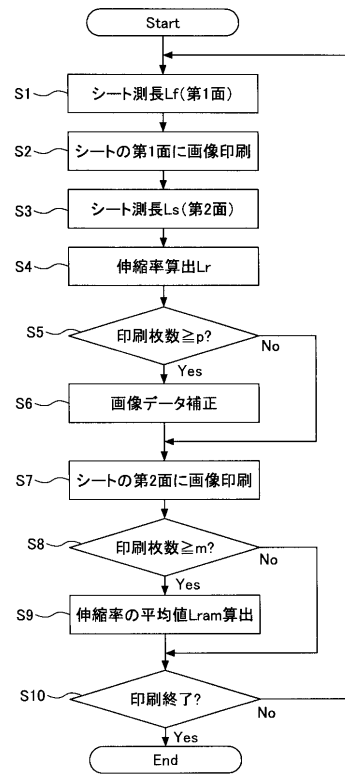 Start
S1
シート測長Lf(第1面)
S2
シートの第1面に画像印刷
S3
シート測長Ls(第2面)
S4
伸縮率算出Lr
S5
印刷枚数≧p?
No
Yes
S6
画像データ補正
S7
シートの第2面に画像印刷
S8
印刷枚数≧m?
No
Yes
S9
伸縮率の平均値Lram算出
S10
印刷終了?
No
Yes
End